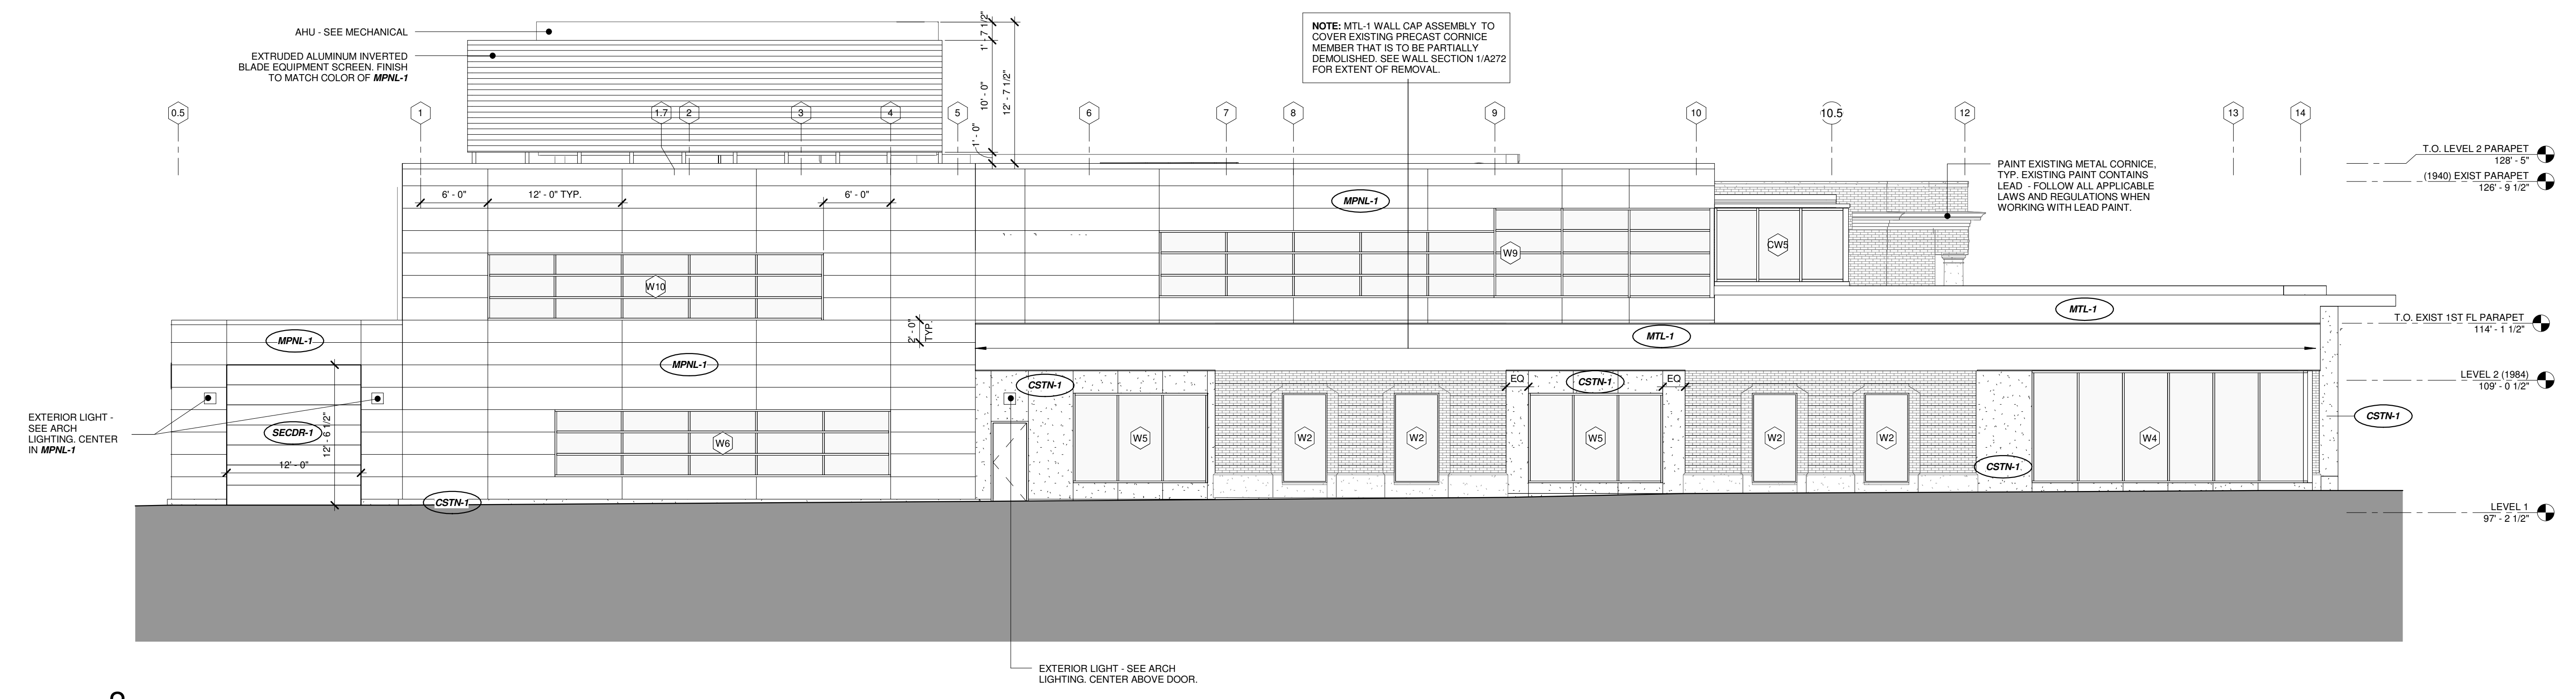 AHU - SEE MECHANICAL
EXTRUDED ALUMINUM INVERTED
BLADE EQUIPMENT SCREEN. FINISH
TO MATCH COLOR OF MPNL-1
1' - 7 1/2"
10' - 0"
12' - 7 1/2"
1' - 0"
NOTE: MTL-1 WALL CAP ASSEMBLY TO
COVER EXISTING PRECAST CORNICE
MEMBER THAT IS TO BE PARTIALLY
DEMOLISHED. SEE WALL SECTION 1/A272
FOR EXTENT OF REMOVAL.
0.5
1
1.7
2
3
4
5
6
7
8
9
10
10.5
12
13
14
T.O. LEVEL 2 PARAPET
128' - 5"
(1940) EXIST PARAPET
126' - 9 1/2"
PAINT EXISTING METAL CORNICE,
TYP. EXISTING PAINT CONTAINS
LEAD - FOLLOW ALL APPLICABLE
LAWS AND REGULATIONS WHEN
WORKING WITH LEAD PAINT.
6' - 0"
12' - 0" TYP.
6' - 0"
MPNL-1
W10
W9
CW5
MTL-1
T.O. EXIST 1ST FL PARAPET
114' - 1 1/2"
MPNL-1
2' - 0"
TYP.
MTL-1
MPNL-1
CSTN-1
EQ
CSTN-1
EQ
LEVEL 2 (1984)
109' - 0 1/2"
EXTERIOR LIGHT -
SEE ARCH
LIGHTING. CENTER
IN MPNL-1
SECDR-1
12' - 6 1/2"
12' - 0"
W6
W5
W2
W2
W5
W2
W2
W4
CSTN-1
CSTN-1
CSTN-1
LEVEL 1
97' - 2 1/2"
EXTERIOR LIGHT - SEE ARCH
LIGHTING. CENTER ABOVE DOOR.